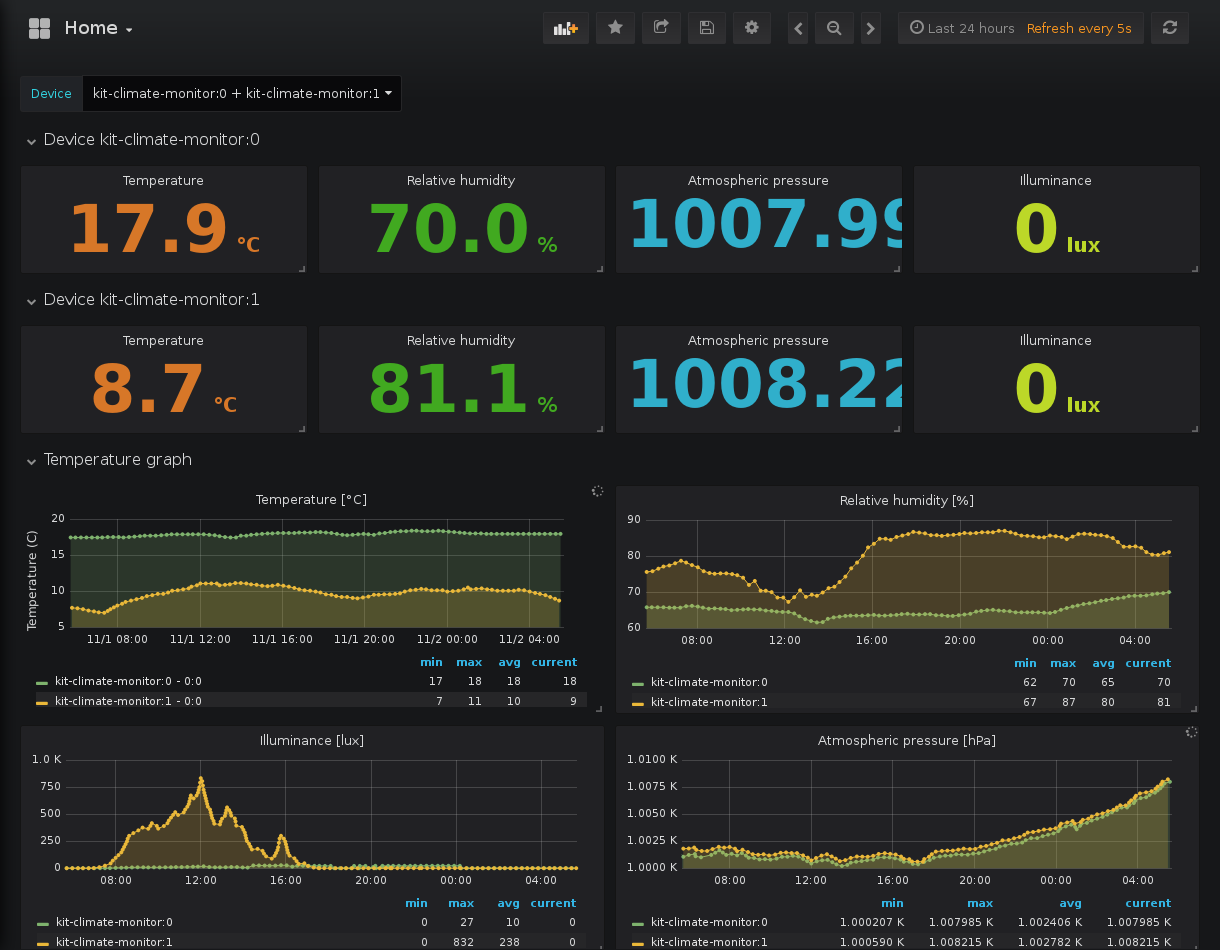 Home
Last 24 hours Refresh every 5s
Device kit-climate-monitor:0 + kit-climate-monitor:1
Device kit-climate-monitor:0
Temperature Relative humidity Atmospheric pressure Illuminance
17.9 °C 70.0 % 1007.99 0 lux
Device kit-climate-monitor:1
Temperature Relative humidity Atmospheric pressure Illuminance
8.7 °C 81.1 % 1008.22 0 lux
Temperature graph
Temperature [°C]
Temperature (C)
20
15
10
5
11/1 08:00 11/1 12:00 11/1 16:00 11/1 20:00 11/2 00:00 11/2 04:00
min max avg current
kit-climate-monitor:0 - 0:0 17 18 18 18
kit-climate-monitor:1 - 0:0 7 11 10 9
Relative humidity [%]
90
80
70
60
08:00 12:00 16:00 20:00 00:00 04:00
min max avg current
kit-climate-monitor:0 62 70 65 70
kit-climate-monitor:1 67 87 80 81
Illuminance [lux]
1.0 K
750
500
250
0
08:00 12:00 16:00 20:00 00:00 04:00
min max avg current
kit-climate-monitor:0 0 27 10 0
kit-climate-monitor:1 0 832 238 0
Atmospheric pressure [hPa]
1.0100 K
1.0075 K
1.0050 K
1.0025 K
1.0000 K
08:00 12:00 16:00 20:00 00:00 04:00
min max avg current
kit-climate-monitor:0 1.000207 K 1.007985 K 1.002406 K 1.007985 K
kit-climate-monitor:1 1.000590 K 1.008215 K 1.002782 K 1.008215 K